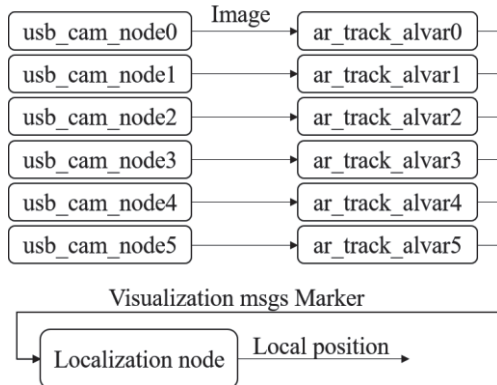 Image
usb_cam_node0 ar_track_alvar0
usb_cam_node1 ar_track_alvar1
usb_cam_node2 ar_track_alvar2
usb_cam_node3 ar_track_alvar3
usb_cam_node4 ar_track_alvar4
usb_cam_node5 ar_track_alvar5
Visualization msgs Marker
Localization node Local position